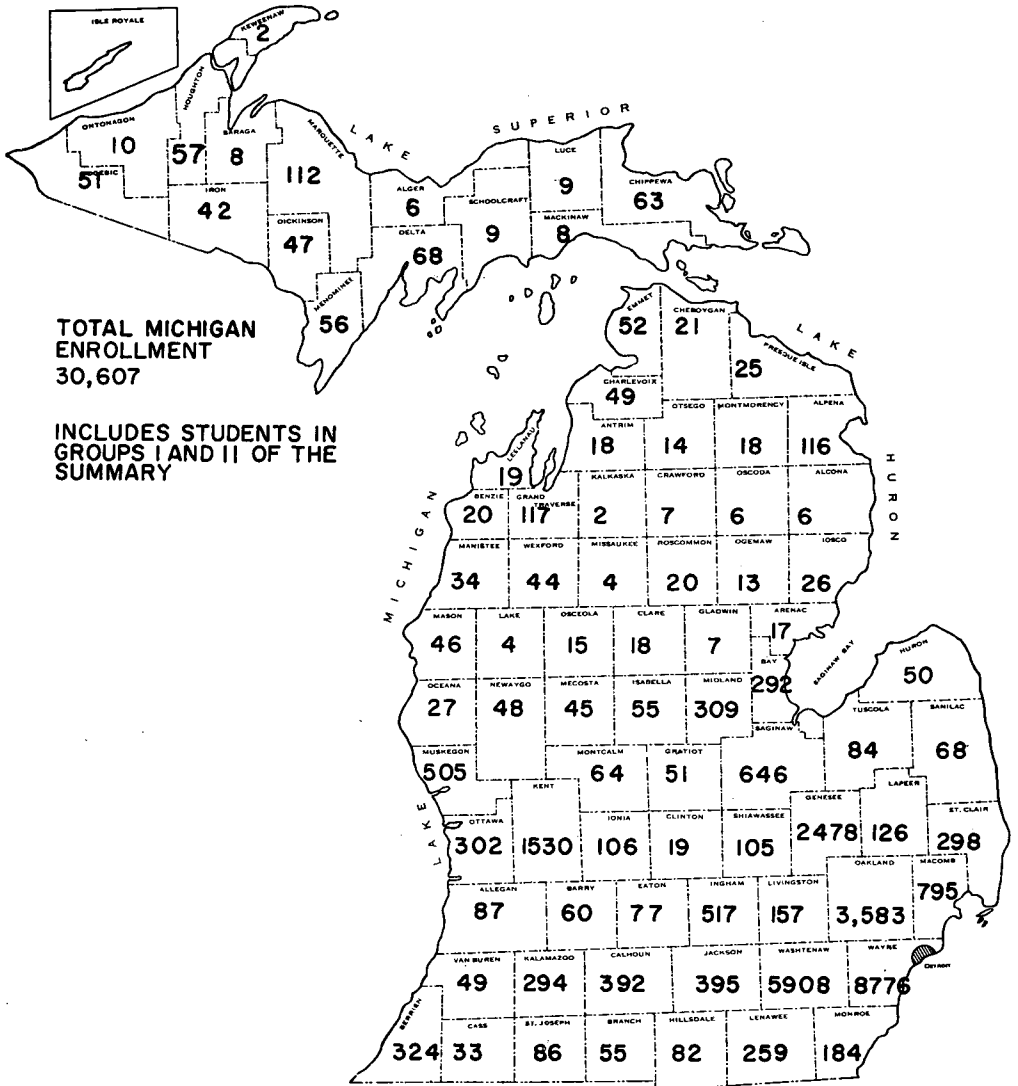 ISLE ROYALE
KEWEENAW
2
HOUGHTON
57
ONTONAGON
10
GOGEBIC
51
BARAGA
8
MARQUETTE
112
LAKE SUPERIOR
LUCE
9
CHIPPEWA
63
IRON
42
ALGER
6
SCHOOLCRAFT
9
MACKINAW
8
DICKINSON
47
DELTA
68
MENOMINEE
56
TOTAL MICHIGAN
ENROLLMENT
30,607
INCLUDES STUDENTS IN
GROUPS I AND II OF THE
SUMMARY
EMMET
52
CHEBOYGAN
21
PRESQUE ISLE
25
LAKE
HURON
CHARLEVOIX
49
ANTRIM
18
OTSEGO
14
MONTMORENCY
18
ALPENA
116
LEELANAU
19
BENZIE
20
GRAND
TRAVERSE
117
KALKASKA
2
CRAWFORD
7
OSCODA
6
ALCONA
6
MANISTEE
34
WEXFORD
44
MISSAUKEE
4
ROSCOMMON
20
OGEMAW
13
IOSCO
26
LAKE MICHIGAN
MASON
46
LAKE
4
OSCEOLA
15
CLARE
18
GLADWIN
7
ARENAC
17
BAY
292
SAGINAW BAY
HURON
50
OCEANA
27
NEWAYGO
48
MECOSTA
45
ISABELLA
55
MIDLAND
309
SAGINAW
646
TUSCOLA
84
SANILAC
68
MUSKEGON
505
MONTCALM
64
GRATIOT
51
KENT
1530
OTTAWA
302
IONIA
106
CLINTON
19
SHIAWASSEE
105
GENESEE
2478
LAPEER
126
ST. CLAIR
298
ALLEGAN
87
BARRY
60
EATON
77
INGHAM
517
LIVINGSTON
157
OAKLAND
3,583
MACOMB
795
VAN BUREN
49
KALAMAZOO
294
CALHOUN
392
JACKSON
395
WASHTENAW
5908
WAYNE
8776
DETROIT
BERRIEN
324
CASS
33
ST. JOSEPH
86
BRANCH
55
HILLSDALE
82
LENAWEE
259
MONROE
184